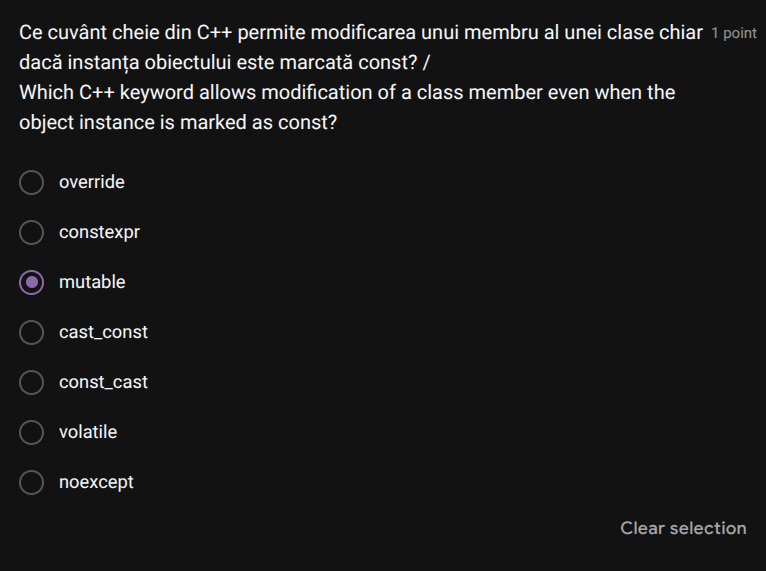 Ce cuvânt cheie din C++ permite modificarea unui membru al unei clase chiar 1 point
dacă instanța obiectului este marcată const? /
Which C++ keyword allows modification of a class member even when the
object instance is marked as const?
override
constexpr
mutable
cast_const
const_cast
volatile
noexcept
Clear selection